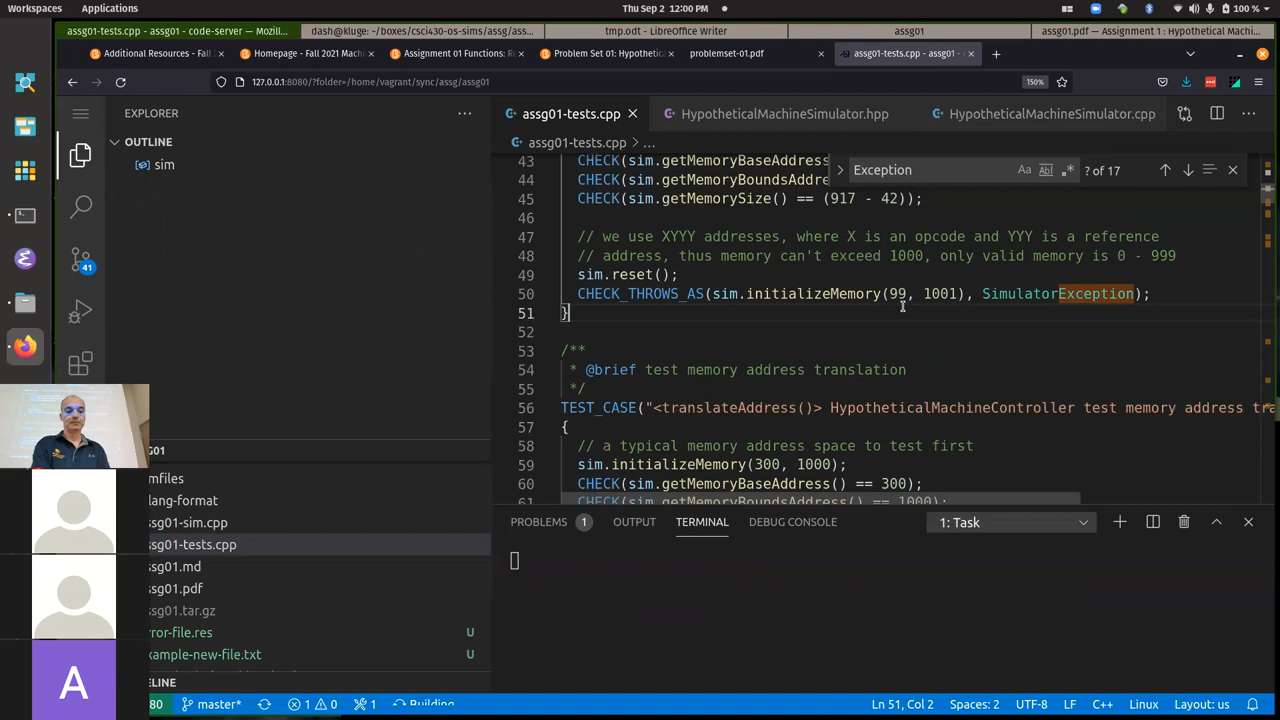 Workspaces Applications Thu Sep 2 12:00 PM 100 %
assg01-tests.cpp - assg01 - code-server — Mozill... dash@kluge: ~/boxes/csci430-os-sims/assg/ass... tmp.odt - LibreOffice Writer assg01 assg01.pdf — Assignment 1 : Hypothetical Machi...
Additional Resources - Fall Homepage - Fall 2021 Machi Assignment 01 Functions: Re Problem Set 01: Hypothetic problemset-01.pdf assg01-tests.cpp - assg01 - c
127.0.0.1:8080/?folder=/home/vagrant/sync/assg/assg01 150%
EXPLORER
assg01-tests.cpp HypotheticalMachineSimulator.hpp HypotheticalMachineSimulator.cpp
OUTLINE
assg01-tests.cpp > ...
sim
Exception Aa Abl .* ? of 17
43 CHECK(sim.getMemoryBaseAddress
44 CHECK(sim.getMemoryBoundsAddre
45 CHECK(sim.getMemorySize() == (917 - 42));
46
47 // we use XYYY addresses, where X is an opcode and YYY is a reference
48 // address, thus memory can't exceed 1000, only valid memory is 0 - 999
49 sim.reset();
50 CHECK_THROWS_AS(sim.initializeMemory(99, 1001), SimulatorException);
51 }
52
53 /**
54 * @brief test memory address translation
55 */
56 TEST_CASE("<translateAddress()> HypotheticalMachineController test memory address tra
57 {
58 // a typical memory address space to test first
59 sim.initializeMemory(300, 1000);
60 CHECK(sim.getMemoryBaseAddress() == 300);
61 CHECK(sim.getMemoryBoundsAddress() == 1000);
41
G01
mfiles
lang-format
ssg01-sim.cpp
ssg01-tests.cpp
ssg01.md
ssg01.pdf
ssg01.tar.gz
rror-file.res U
xample-new-file.txt U
ELINE
PROBLEMS 1 OUTPUT TERMINAL DEBUG CONSOLE 1: Task
A
80 master* 1 0 1 Building Ln 51, Col 2 Spaces: 2 UTF-8 LF C++ Linux Layout: us